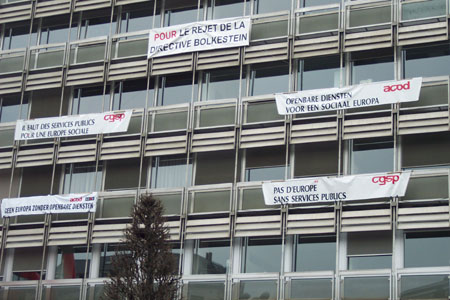 POUR LE REJET DE LA
DIRECTIVE BOLKESTEIN
acod
OPENBARE DIENSTEN
VOOR EEN SOCIAAL EUROPA
cgsp
IL FAUT DES SERVICES PUBLICS
POUR UNE EUROPE SOCIALE
cgsp
PAS D'EUROPE
SANS SERVICES PUBLICS
acod
GEEN EUROPA ZONDER OPENBARE DIENSTEN